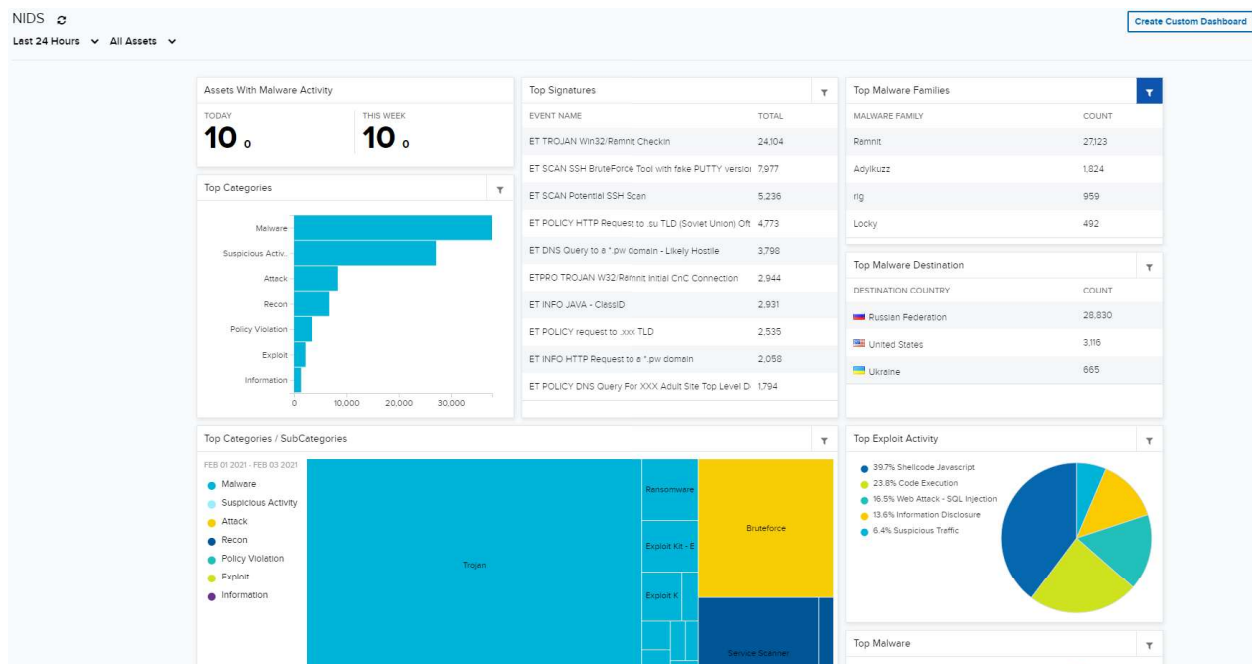 NIDS
Create Custom Dashboard
Last 24 Hours All Assets
Assets With Malware Activity
TODAY THIS WEEK
10 0 10 0
Top Categories
Malware
Suspicious Activ..
Attack
Recon
Policy Violation
Exploit
Information
0 10,000 20,000 30,000
Top Signatures
EVENT NAME TOTAL
ET TROJAN Win32/Ramnit Checkin 24,104
ET SCAN SSH BruteForce Tool with fake PUTTY version 7,977
ET SCAN Potential SSH Scan 5,236
ET POLICY HTTP Request to .su TLD (Soviet Union) Oft 4,773
ET DNS Query to a *.pw domain - Likely Hostile 3,798
ETPRO TROJAN W32/Ramnit Initial CnC Connection 2,944
ET INFO JAVA - ClassID 2,931
ET POLICY request to .xxx TLD 2,535
ET INFO HTTP Request to a *.pw domain 2,058
ET POLICY DNS Query For XXX Adult Site Top Level D 1,794
Top Malware Families
MALWARE FAMILY COUNT
Ramnit 27,123
Adylkuzz 1,824
rig 959
Locky 492
Top Malware Destination
DESTINATION COUNTRY COUNT
Russian Federation 28,830
United States 3,116
Ukraine 665
Top Categories / SubCategories
FEB 01 2021 - FEB 03 2021
Malware
Suspicious Activity
Attack
Recon
Policy Violation
Exploit
Information
Trojan
Ransomware
Exploit Kit - E
Exploit K
Bruteforce
Service Scanner
Top Exploit Activity
39.7% Shellcode Javascript
23.8% Code Execution
16.5% Web Attack - SQL Injection
13.6% Information Disclosure
6.4% Suspicious Traffic
Top Malware